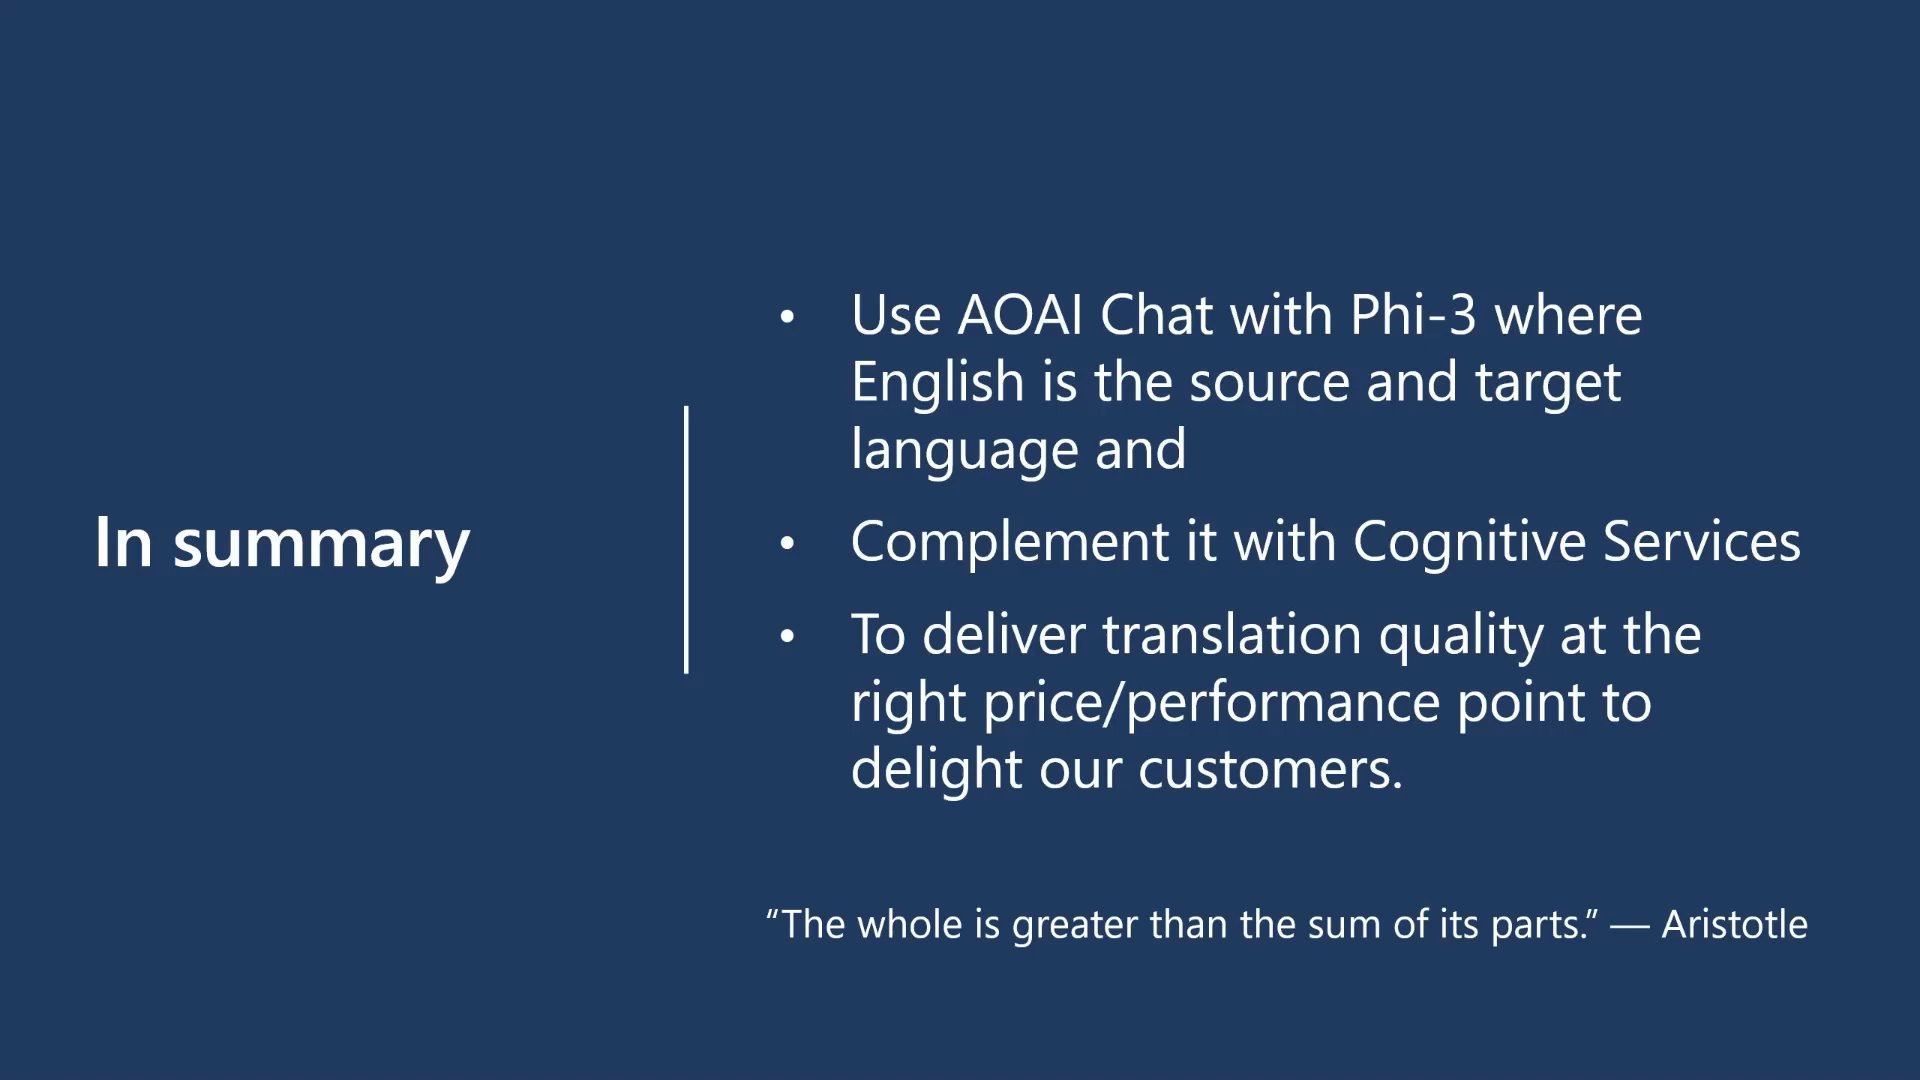 In summary
• Use AOAI Chat with Phi-3 where
English is the source and target
language and
• Complement it with Cognitive Services
• To deliver translation quality at the
right price/performance point to
delight our customers.
“The whole is greater than the sum of its parts.” — Aristotle